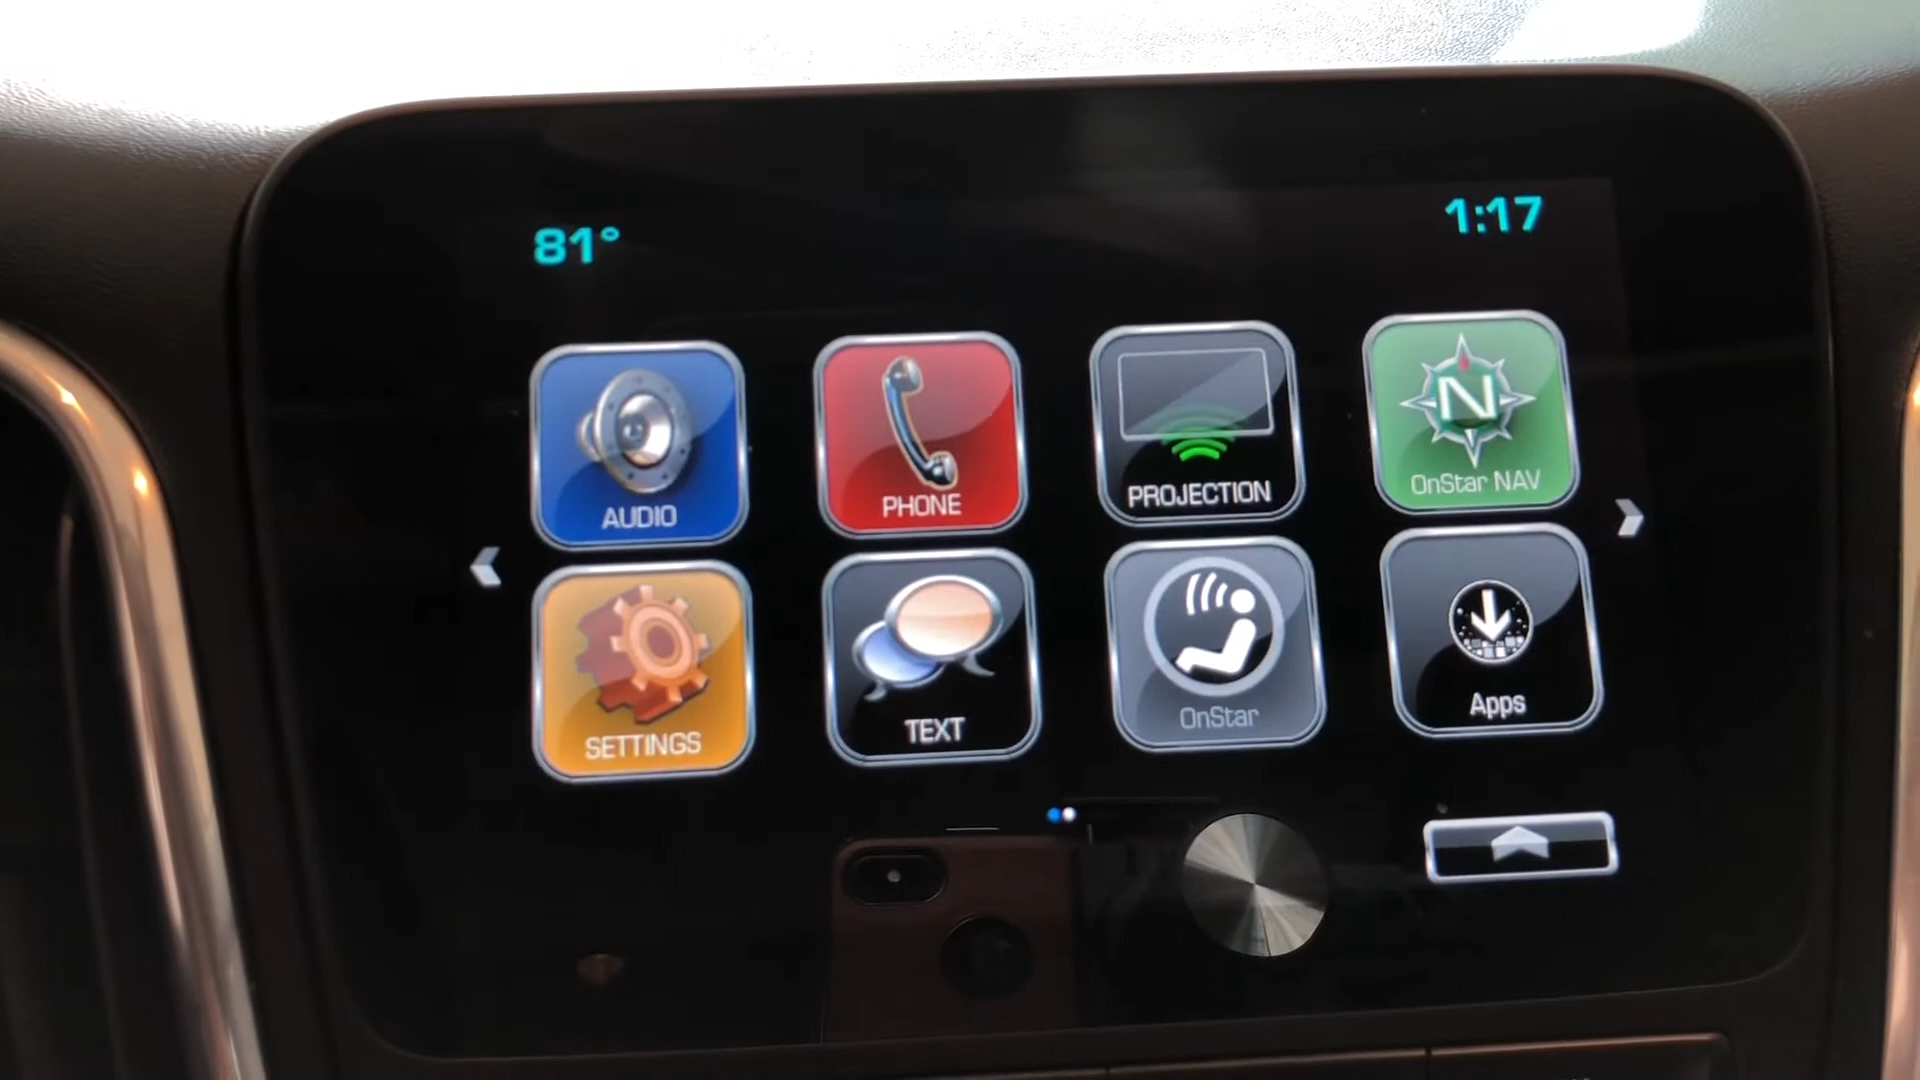 81°
1:17
AUDIO
PHONE
PROJECTION
N
OnStar NAV
SETTINGS
TEXT
OnStar
Apps